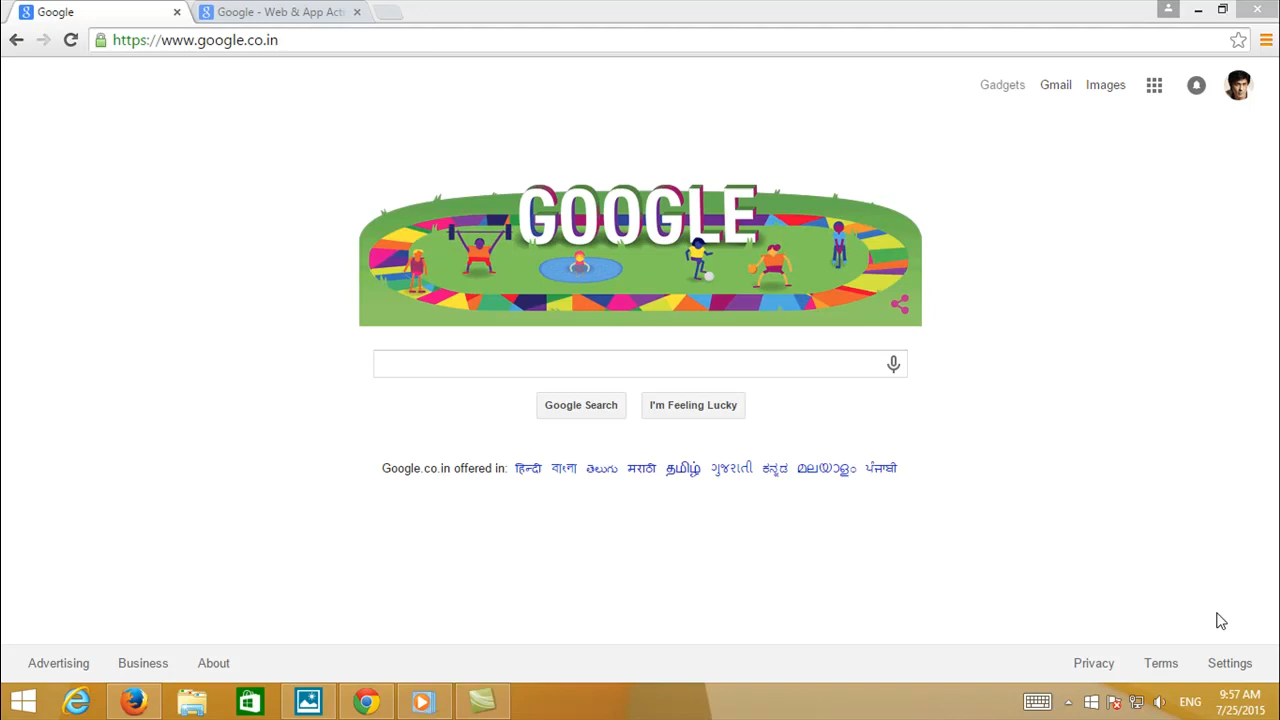 Google
Google - Web & App Acti
https://www.google.co.in
Gadgets Gmail Images
GOOGLE
Google Search I'm Feeling Lucky
Google.co.in offered in: हिन्दी বাংলা తెలుగు मराठी தமிழ் ગુજરાતી ಕನ್ನಡ മലയാളം ਪੰਜਾਬੀ
Advertising Business About Privacy Terms Settings
ENG
9:57 AM
7/25/2015